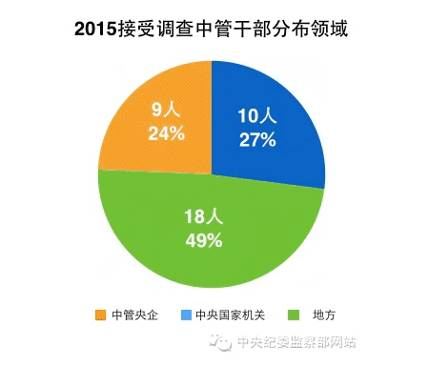 2015接受调查中管干部分布领域
9人
24%
10人
27%
18人
49%
中管央企
中央国家机关
地方
中央纪委监察部网站